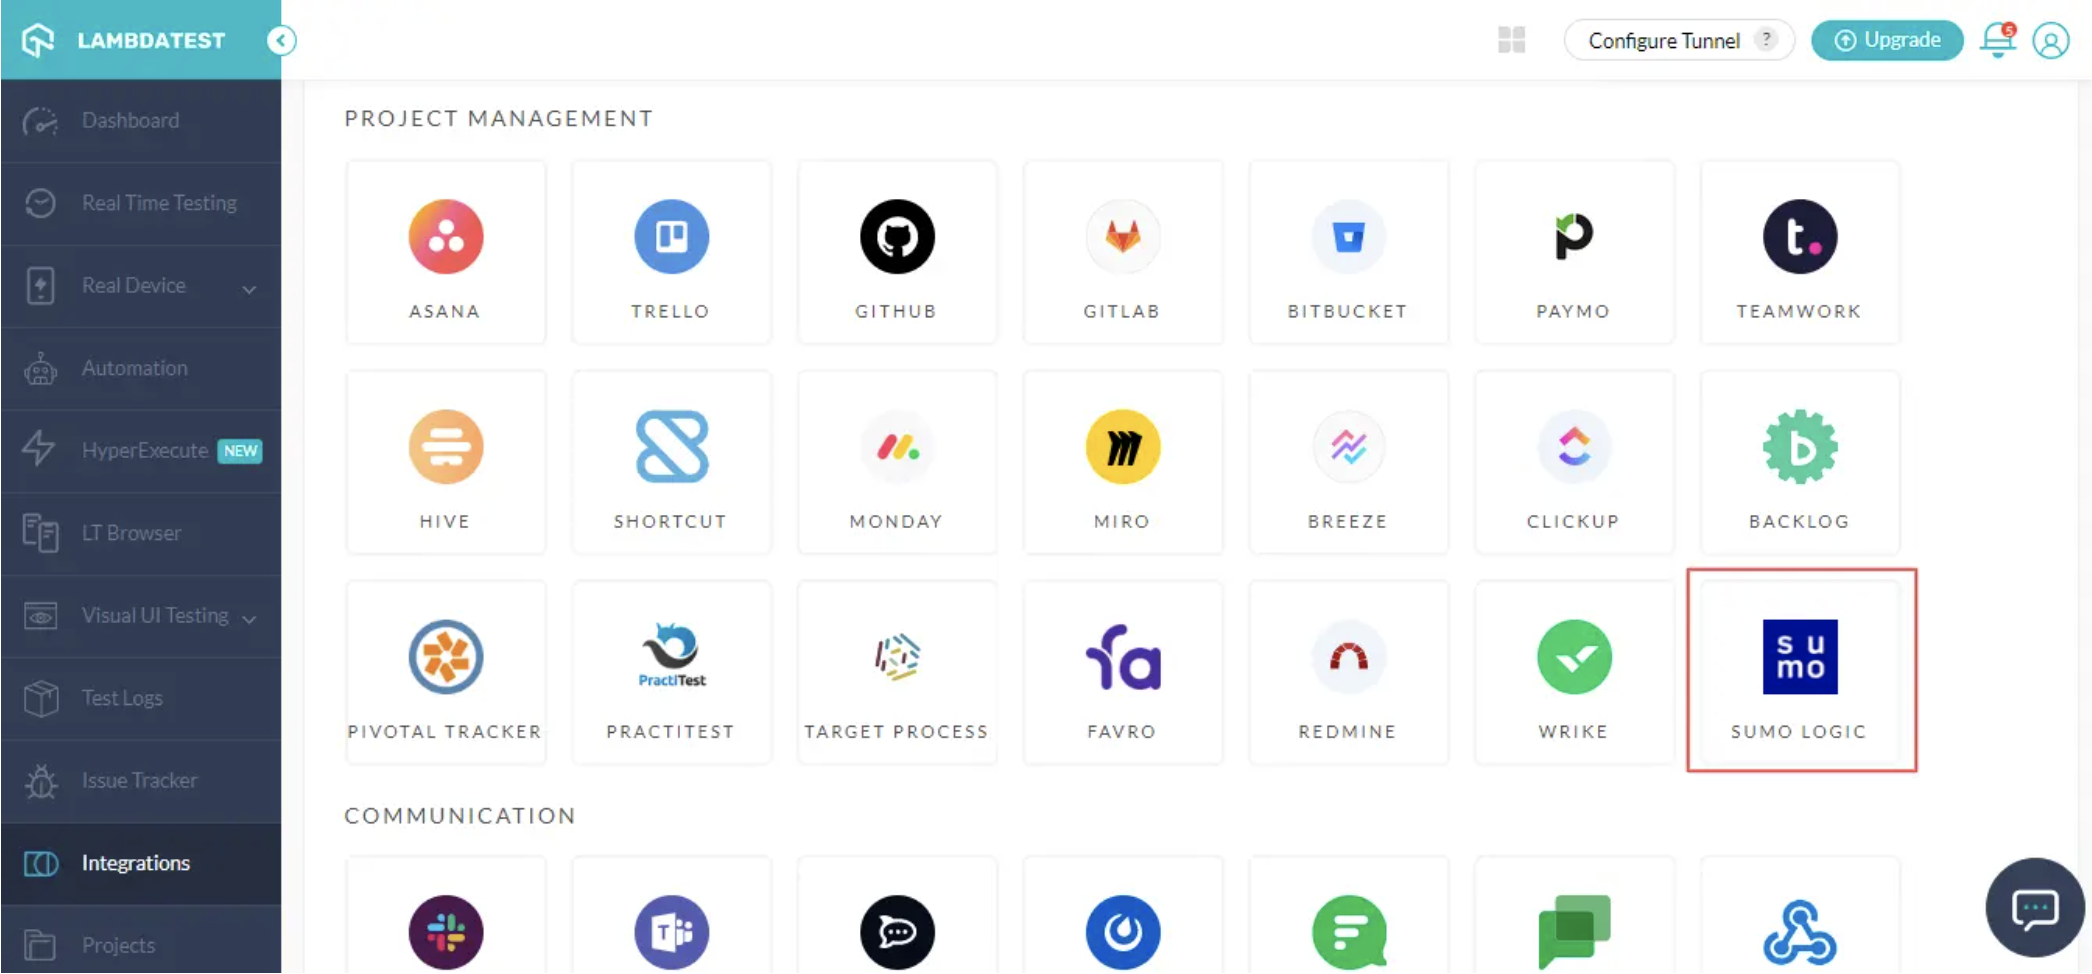 LAMBDATEST
Configure Tunnel ?
Upgrade
5
Dashboard
Real Time Testing
Real Device
Automation
HyperExecute NEW
LT Browser
Visual UI Testing
Test Logs
Issue Tracker
Integrations
Projects
PROJECT MANAGEMENT
ASANA
TRELLO
GITHUB
GITLAB
BITBUCKET
PAYMO
t.
TEAMWORK
HIVE
SHORTCUT
MONDAY
MIRO
BREEZE
CLICKUP
b
BACKLOG
PIVOTAL TRACKER
PractiTest
PRACTITEST
TARGET PROCESS
fa
FAVRO
REDMINE
WRIKE
su
mo
SUMO LOGIC
COMMUNICATION
T